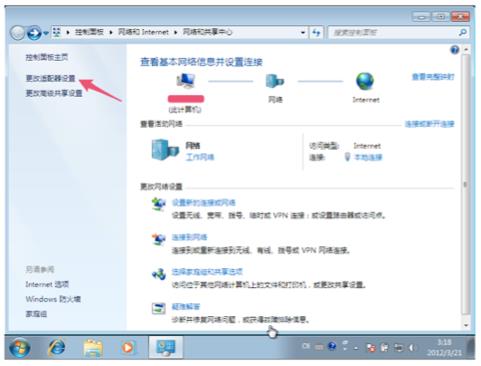 控制面板 ▸ 网络和 Internet ▸ 网络和共享中心
搜索控制面板
控制面板主页
更改适配器设置
更改高级共享设置
查看基本网络信息并设置连接
查看完整映射
(此计算机)
网络
Internet
查看活动网络
连接或断开连接
网络
工作网络
访问类型: Internet
连接: 本地连接
更改网络设置
设置新的连接或网络
设置无线、宽带、拨号、临时或 VPN 连接；或设置路由器或访问点。
连接到网络
连接到或重新连接到无线、有线、拨号或 VPN 网络连接。
选择家庭组和共享选项
访问位于其他网络计算机上的文件和打印机，或更改共享设置。
疑难解答
诊断并修复网络问题，或获得故障排除信息。
另请参阅
Internet 选项
Windows 防火墙
家庭组
CH
3:18
2012/3/21